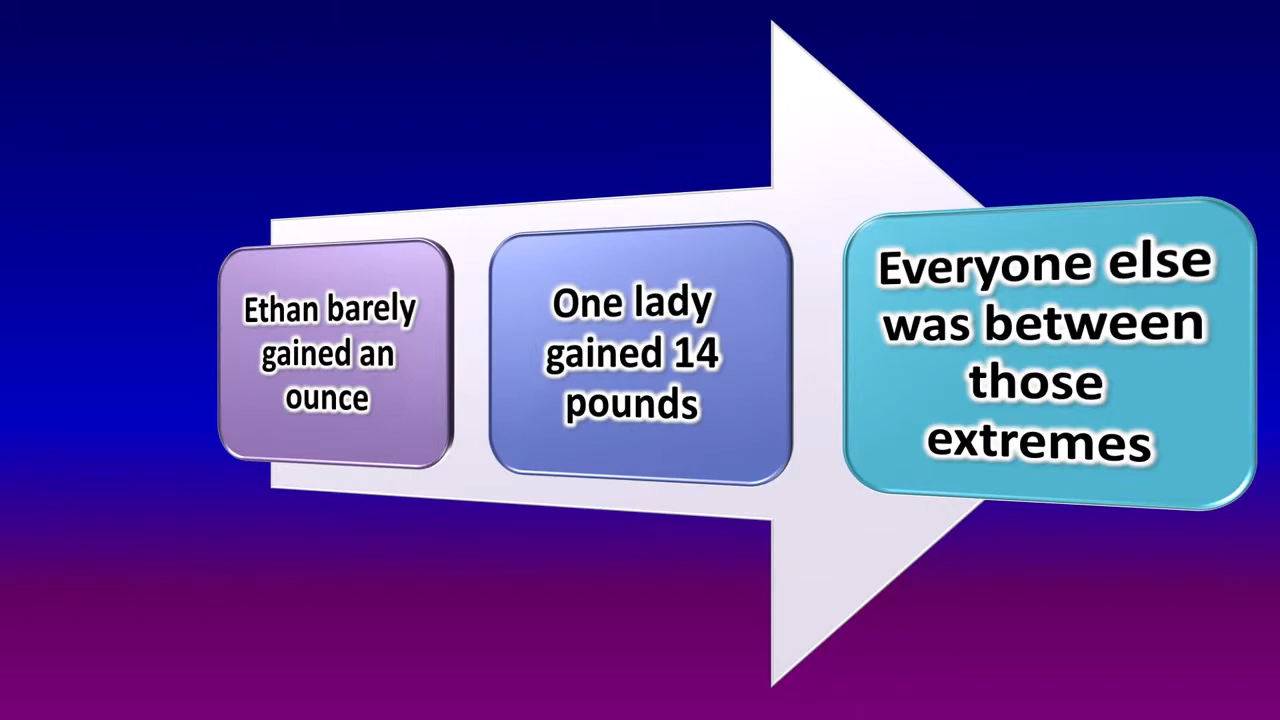 Ethan barely
gained an
ounce
One lady
gained 14
pounds
Everyone else
was between
those
extremes